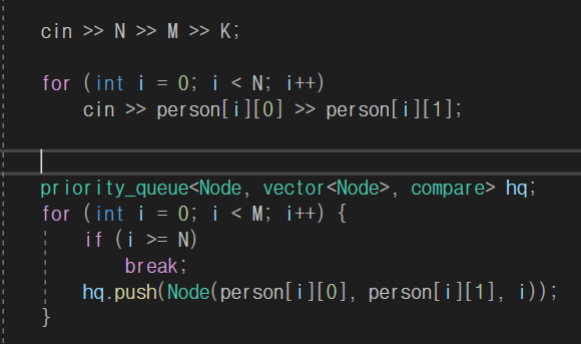 cin >> N >> M >> K;
for (int i = 0; i < N; i++)
cin >> person[i][0] >> person[i][1];
priority_queue<Node, vector<Node>, compare> hq;
for (int i = 0; i < M; i++) {
if (i >= N)
break;
hq.push(Node(person[i][0], person[i][1], i));
}